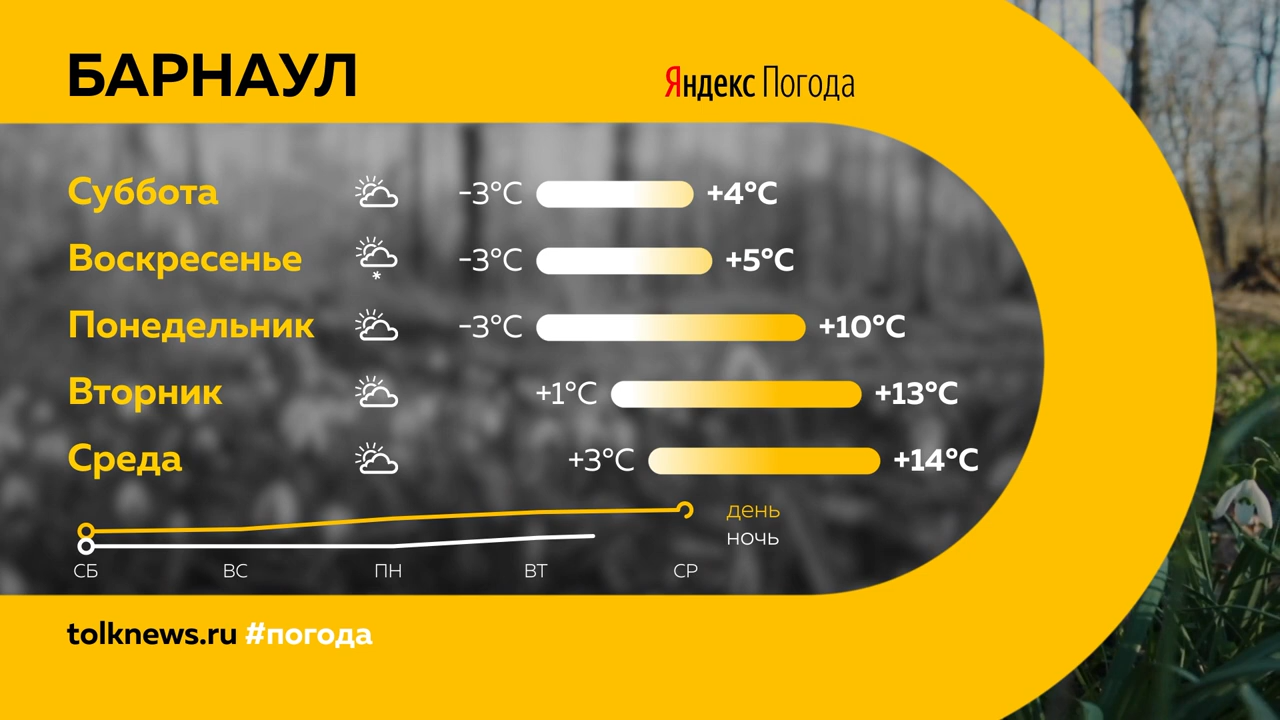 БАРНАУЛ
Яндекс Погода
Суббота -3°C +4°C
Воскресенье -3°C +5°C
Понедельник -3°C +10°C
Вторник +1°C +13°C
Среда +3°C +14°C
день
ночь
СБ ВС ПН ВТ СР
tolknews.ru #погода